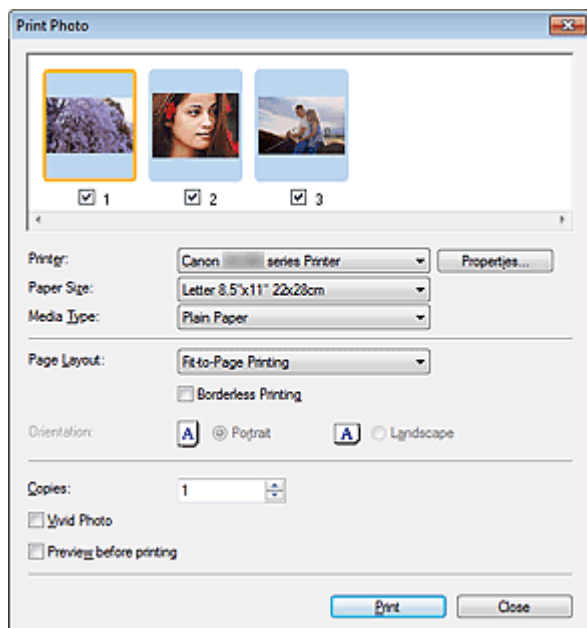 Print Photo
1 2 3
Printer: Canon series Printer Properties...
Paper Size: Letter 8.5"x11" 22x28cm
Media Type: Plain Paper
Page Layout: Fit-to-Page Printing
Borderless Printing
Orientation: A Portrait A Landscape
Copies: 1
Vivid Photo
Preview before printing
Print Close